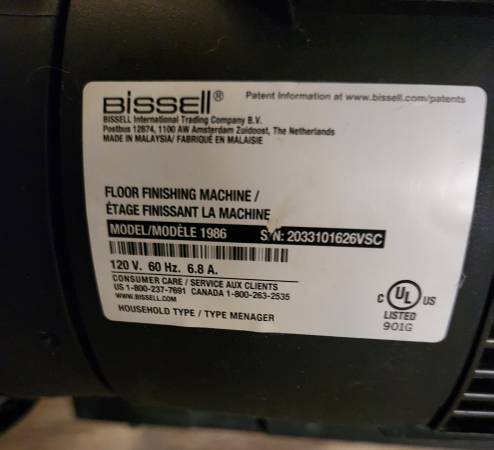 BISSELL® Patent Information at www.bissell.com/patents
BISSELL International Trading Company B.V.
Postbus 12874, 1100 AW Amsterdam Zuidoost, The Netherlands
MADE IN MALAYSIA/ FABRIQUÉ EN MALAISIE
FLOOR FINISHING MACHINE /
ÉTAGE FINISSANT LA MACHINE
MODEL/MODÈLE 1986 S/N: 2033101626VSC
120 V. 60 Hz. 6.8 A.
CONSUMER CARE / SERVICE AUX CLIENTS
US 1-800-237-7691 CANADA 1-800-263-2535
WWW.BISSELL.COM
HOUSEHOLD TYPE / TYPE MENAGER
C UL US
LISTED
901G